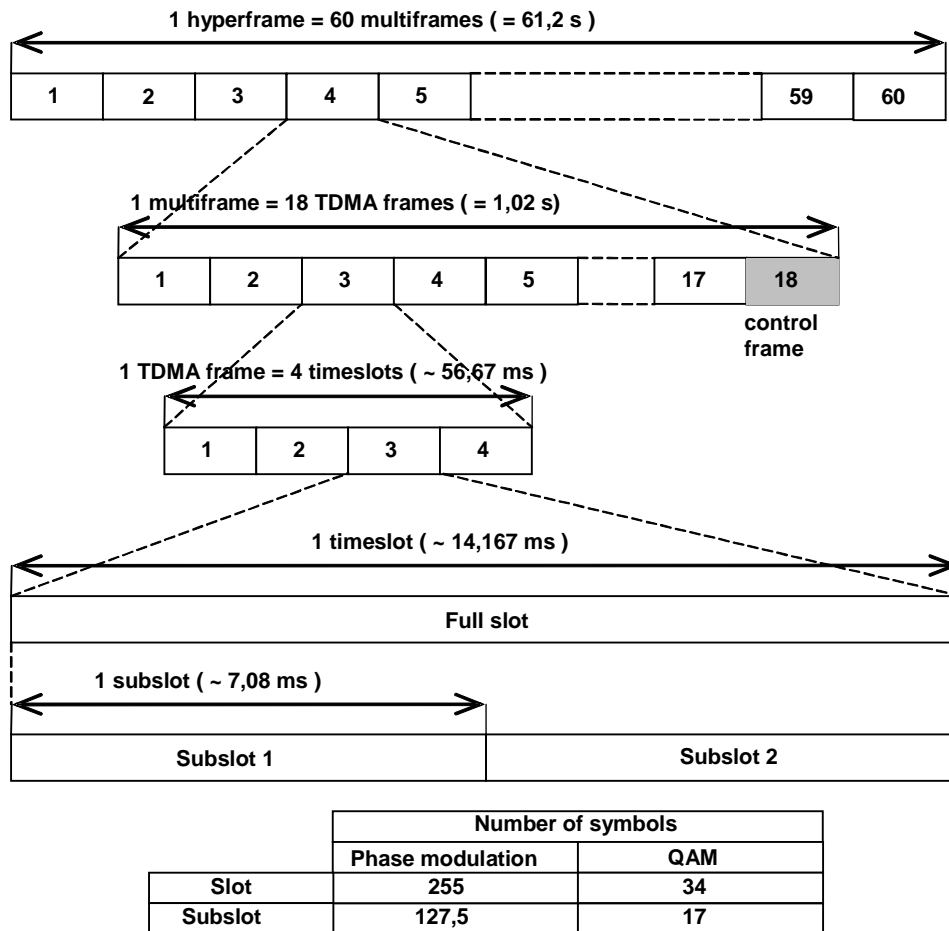 1 hyperframe = 60 multiframes ( = 61,2 s )
1 2 3 4 5 59 60
1 multiframe = 18 TDMA frames ( = 1,02 s)
1 2 3 4 5 17 18
control
frame
1 TDMA frame = 4 timeslots ( ~ 56,67 ms )
1 2 3 4
1 timeslot ( ~ 14,167 ms )
Full slot
1 subslot ( ~ 7,08 ms )
Subslot 1 Subslot 2
Number of symbols
Phase modulation QAM
Slot 255 34
Subslot 127,5 17